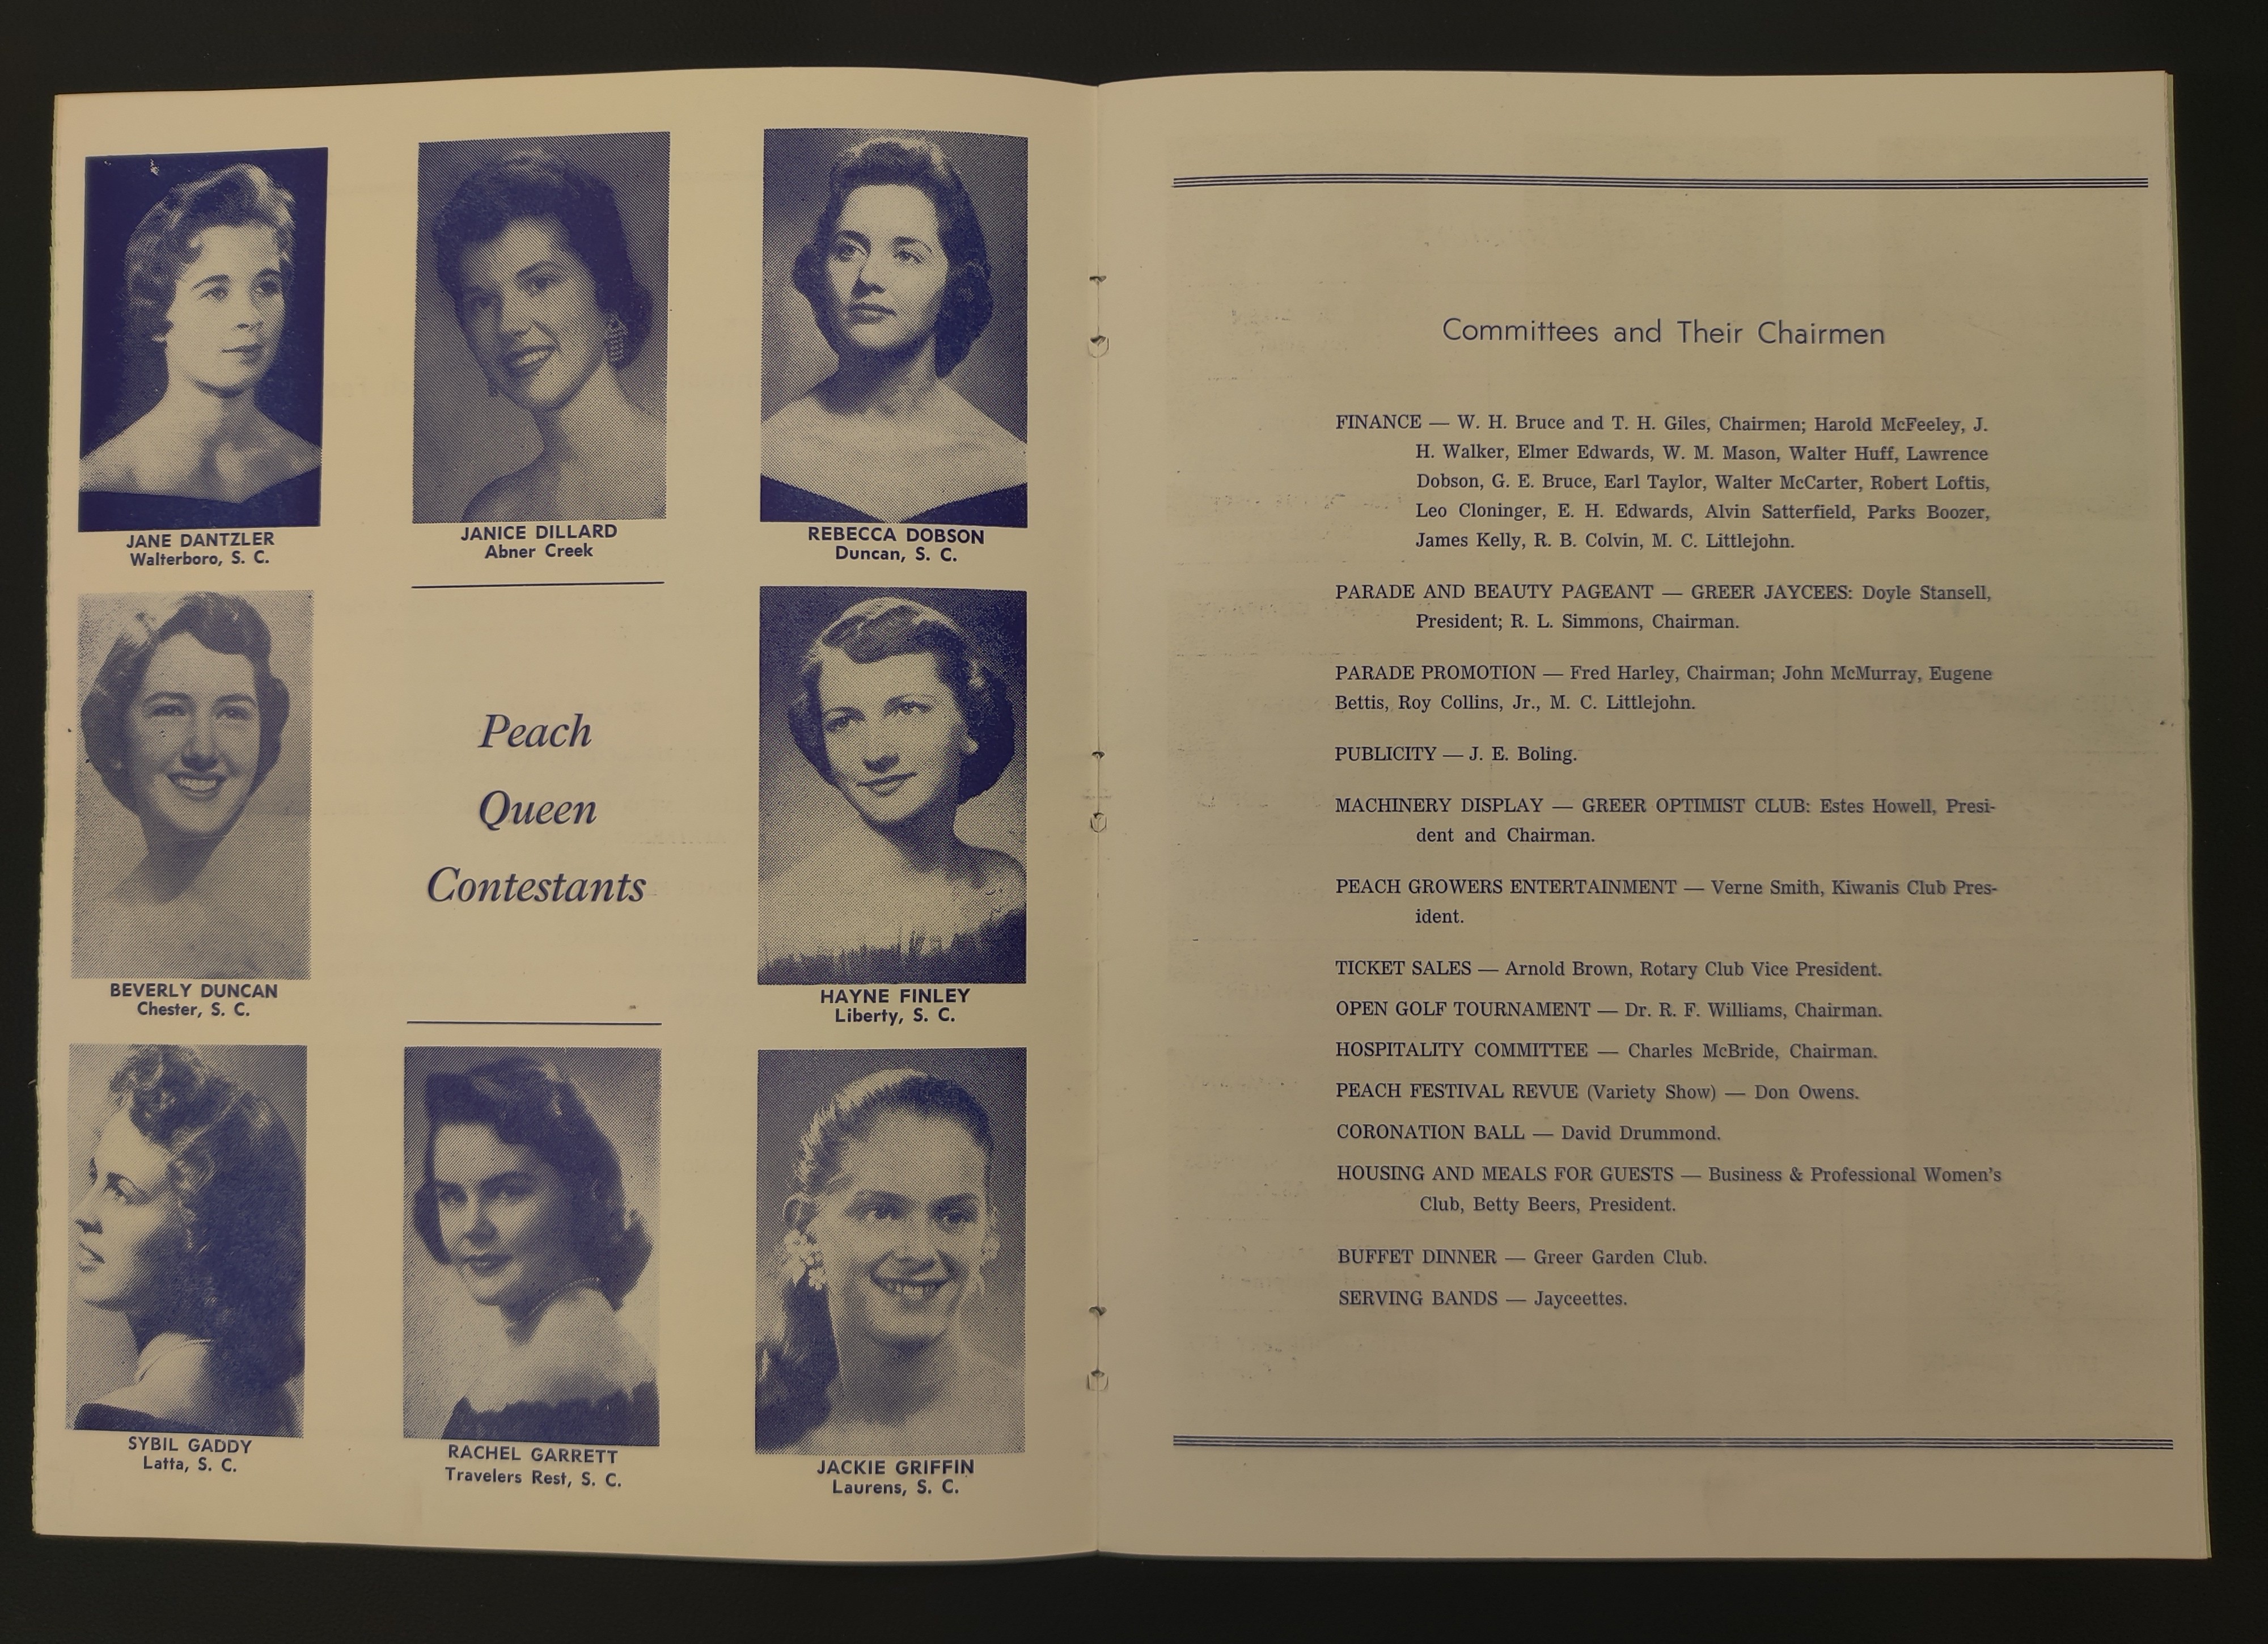 JANE DANTZLER
Walterboro, S. C.
JANICE DILLARD
Abner Creek
REBECCA DOBSON
Duncan, S. C.
BEVERLY DUNCAN
Chester, S. C.
Peach
Queen
Contestants
HAYNE FINLEY
Liberty, S. C.
SYBIL GADDY
Latta, S. C.
RACHEL GARRETT
Travelers Rest, S. C.
JACKIE GRIFFIN
Laurens, S. C.
Committees and Their Chairmen
FINANCE — W. H. Bruce and T. H. Giles, Chairmen; Harold McFeeley, J.
H. Walker, Elmer Edwards, W. M. Mason, Walter Huff, Lawrence
Dobson, G. E. Bruce, Earl Taylor, Walter McCarter, Robert Loftis,
Leo Cloninger, E. H. Edwards, Alvin Satterfield, Parks Boozer,
James Kelly, R. B. Colvin, M. C. Littlejohn.
PARADE AND BEAUTY PAGEANT — GREER JAYCEES: Doyle Stansell,
President; R. L. Simmons, Chairman.
PARADE PROMOTION — Fred Harley, Chairman; John McMurray, Eugene
Bettis, Roy Collins, Jr., M. C. Littlejohn.
PUBLICITY — J. E. Boling.
MACHINERY DISPLAY — GREER OPTIMIST CLUB: Estes Howell, Presi-
dent and Chairman.
PEACH GROWERS ENTERTAINMENT — Verne Smith, Kiwanis Club Pres-
ident.
TICKET SALES — Arnold Brown, Rotary Club Vice President.
OPEN GOLF TOURNAMENT — Dr. R. F. Williams, Chairman.
HOSPITALITY COMMITTEE — Charles McBride, Chairman.
PEACH FESTIVAL REVUE (Variety Show) — Don Owens.
CORONATION BALL — David Drummond.
HOUSING AND MEALS FOR GUESTS — Business & Professional Women's
Club, Betty Beers, President.
BUFFET DINNER — Greer Garden Club.
SERVING BANDS — Jayceettes.